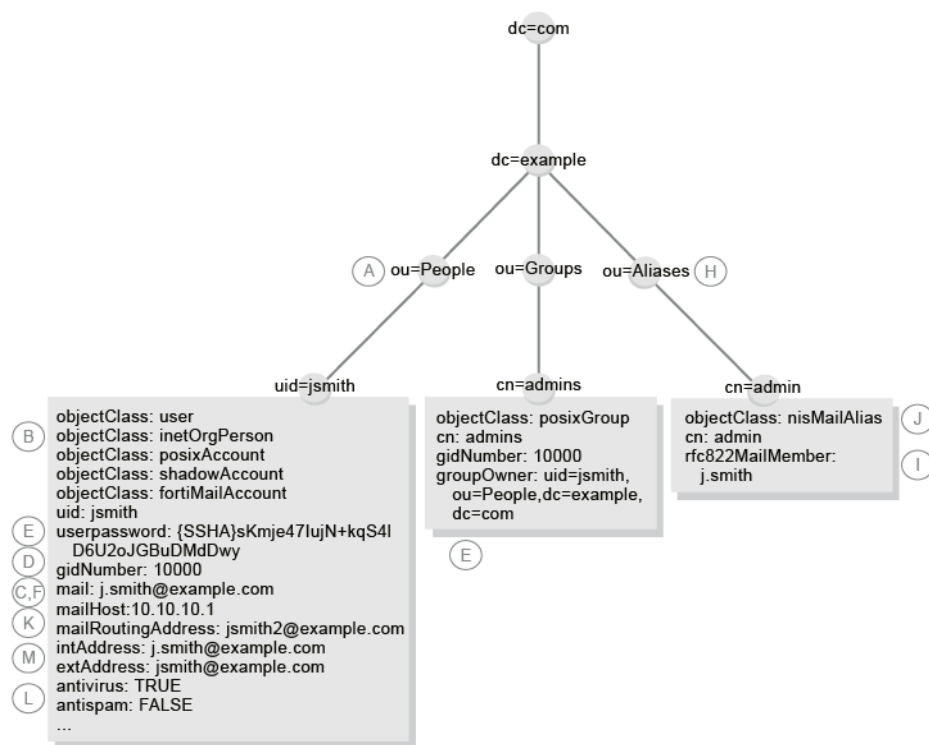 dc=com
dc=example
A
ou=People
ou=Groups
ou=Aliases
H
uid=jsmith
cn=admins
cn=admin
objectClass: user
B
objectClass: inetOrgPerson
objectClass: posixAccount
objectClass: shadowAccount
objectClass: fortiMailAccount
uid: jsmith
E
userpassword: {SSHA}sKmje47IujN+kqS4I
D6U2oJGBuDMdDwy
D
gidNumber: 10000
C,F
mail: j.smith@example.com
mailHost:10.10.10.1
K
mailRoutingAddress: jsmith2@example.com
intAddress: j.smith@example.com
M
extAddress: jsmith@example.com
antivirus: TRUE
L
antispam: FALSE
...
objectClass: posixGroup
cn: admins
gidNumber: 10000
groupOwner: uid=jsmith,
ou=People,dc=example,
dc=com
E
objectClass: nisMailAlias
J
cn: admin
rfc822MailMember:
I
j.smith